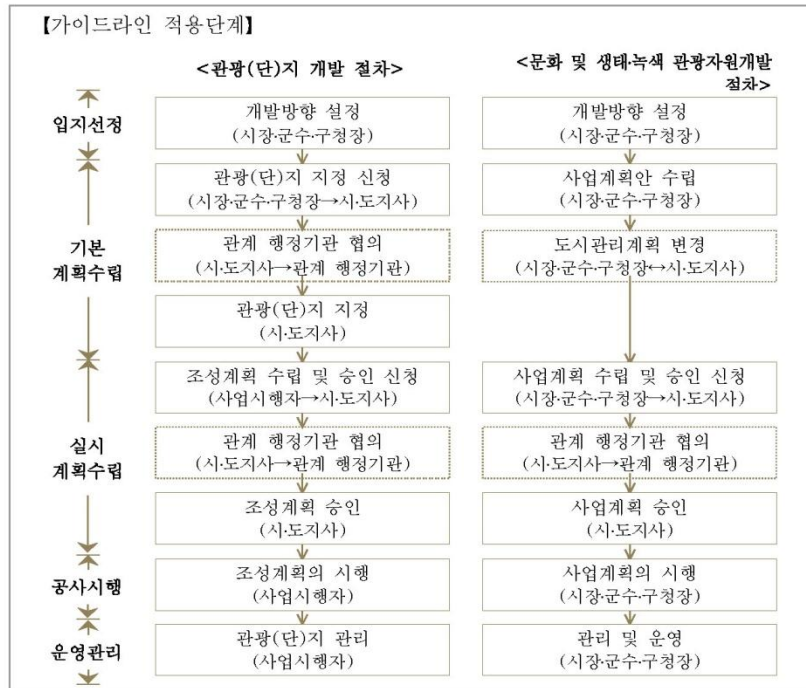 【가이드라인 적용단계】
<관광(단)지 개발 절차>
<문화 및 생태·녹색 관광자원개발
절차>
입지선정
개발방향 설정
(시장·군수·구청장)
개발방향 설정
(시장·군수·구청장)
기본
계획수립
관광(단)지 지정 신청
(시장·군수·구청장→시·도지사)
사업계획안 수립
(시장·군수·구청장)
관계 행정기관 협의
(시·도지사→관계 행정기관)
도시관리계획 변경
(시장·군수·구청장↔시·도지사)
관광(단)지 지정
(시·도지사)
실시
계획수립
조성계획 수립 및 승인 신청
(사업시행자→시·도지사)
사업계획 수립 및 승인 신청
(시장·군수·구청장→시·도지사)
관계 행정기관 협의
(시·도지사→관계 행정기관)
관계 행정기관 협의
(시·도지사→관계 행정기관)
조성계획 승인
(시·도지사)
사업계획 승인
(시·도지사)
공사시행
조성계획의 시행
(사업시행자)
사업계획의 시행
(시장·군수·구청장)
운영관리
관광(단)지 관리
(사업시행자)
관리 및 운영
(시장·군수·구청장)